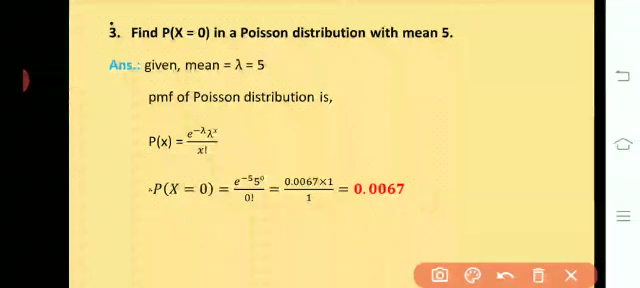 3. Find P(X = 0) in a Poisson distribution with mean 5.
Ans.: given, mean = λ = 5
pmf of Poisson distribution is,
P(x) = e^−λ λ^x / x!
∴P(X = 0) = e^−5 5^0 / 0! = 0.0067×1 / 1 = 0.0067